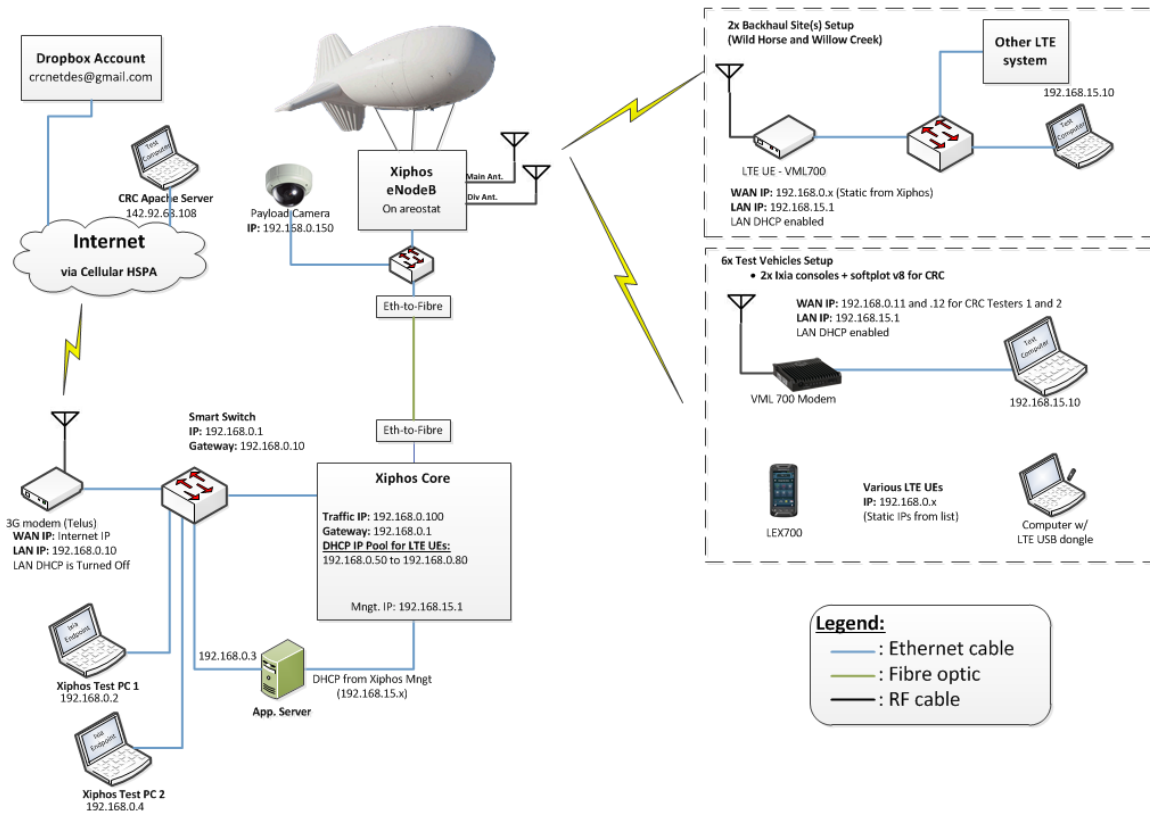 Dropbox Account
crcnetdes@gmail.com
Test
Computer
CRC Apache Server
142.92.68.108
Internet
via Cellular HSPA
Payload Camera
IP: 192.168.0.150
Xiphos
eNodeB
On areostat
Main Ant.
Div Ant.
Eth-to-Fibre
Eth-to-Fibre
Smart Switch
IP: 192.168.0.1
Gateway: 192.168.0.10
3G modem (Telus)
WAN IP: Internet IP
LAN IP: 192.168.0.10
LAN DHCP is Turned Off
Xiphos Core
Traffic IP: 192.168.0.100
Gateway: 192.168.0.1
DHCP IP Pool for LTE UEs:
192.168.0.50 to 192.168.0.80
Mngt. IP: 192.168.15.1
Ixia
Endpoint
Xiphos Test PC 1
192.168.0.2
Endpoint
Xiphos Test PC 2
192.168.0.4
192.168.0.3
App. Server
DHCP from Xiphos Mngt
(192.168.15.x)
2x Backhaul Site(s) Setup
(Wild Horse and Willow Creek)
Other LTE
system
192.168.15.10
Test
Computer
LTE UE - VML700
WAN IP: 192.168.0.x (Static from Xiphos)
LAN IP: 192.168.15.1
LAN DHCP enabled
6x Test Vehicles Setup
• 2x Ixia consoles + softplot v8 for CRC
WAN IP: 192.168.0.11 and .12 for CRC Testers 1 and 2
LAN IP: 192.168.15.1
LAN DHCP enabled
Test
Computer
VML 700 Modem
192.168.15.10
LEX700
Various LTE UEs
IP: 192.168.0.x
(Static IPs from list)
Computer w/
LTE USB dongle
Legend:
: Ethernet cable
: Fibre optic
: RF cable